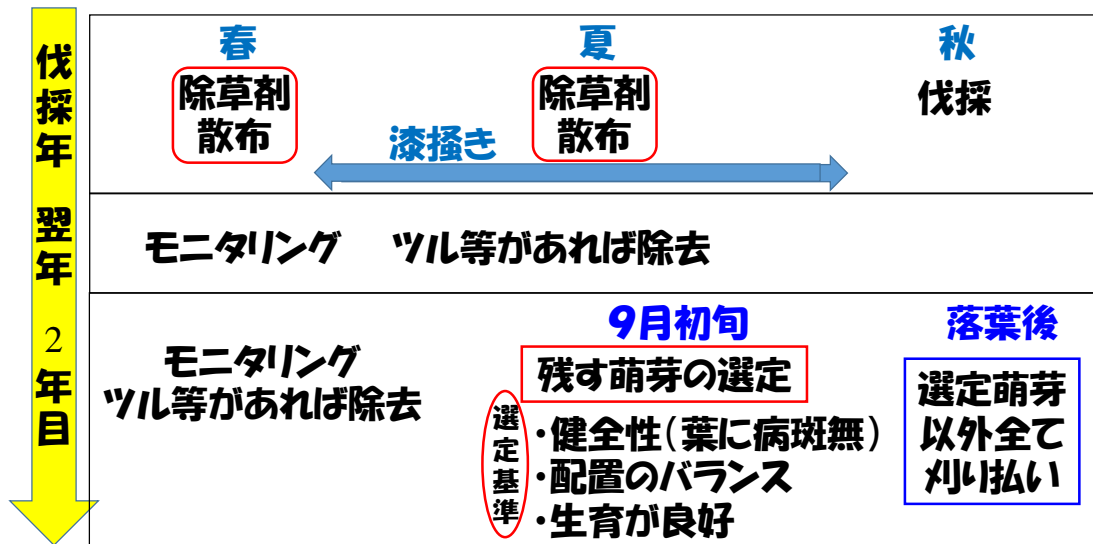 伐採年 翌年 2年目
春
夏
秋
除草剤
散布
除草剤
散布
伐採
漆掻き
モニタリング ツル等があれば除去
モニタリング
ツル等があれば除去
9月初旬
残す萌芽の選定
選定基準
・健全性(葉に病斑無)
・配置のバランス
・生育が良好
落葉後
選定萌芽
以外全て
刈り払い